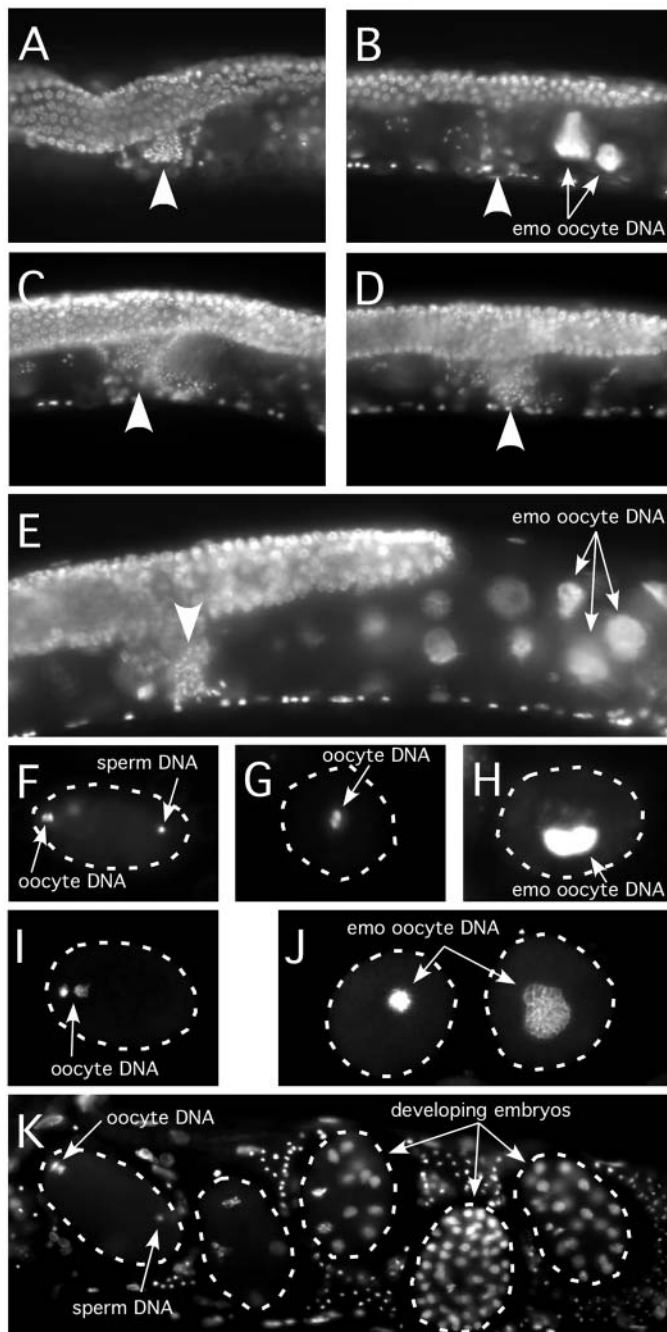 A
B
emo oocyte DNA
C
D
E
emo oocyte DNA
F
sperm DNA
oocyte DNA
G
oocyte DNA
H
emo oocyte DNA
I
oocyte DNA
J
emo oocyte DNA
K
oocyte DNA
developing embryos
sperm DNA